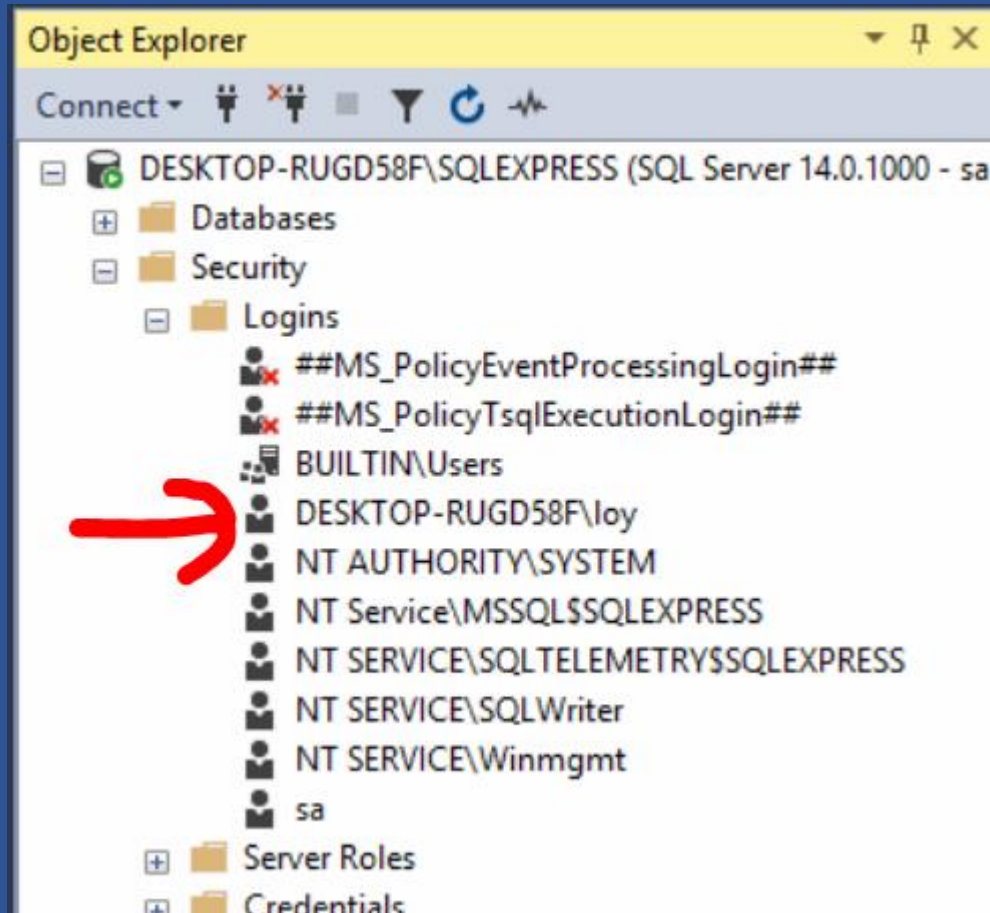 Object Explorer
Connect
DESKTOP-RUGD58F\SQLEXPRESS (SQL Server 14.0.1000 - sa
Databases
Security
Logins
##MS_PolicyEventProcessingLogin##
##MS_PolicyTsqlExecutionLogin##
BUILTIN\Users
DESKTOP-RUGD58F\loy
NT AUTHORITY\SYSTEM
NT Service\MSSQL$SQLEXPRESS
NT SERVICE\SQLTELEMETRY$SQLEXPRESS
NT SERVICE\SQLWriter
NT SERVICE\Winmgmt
sa
Server Roles
Credentials